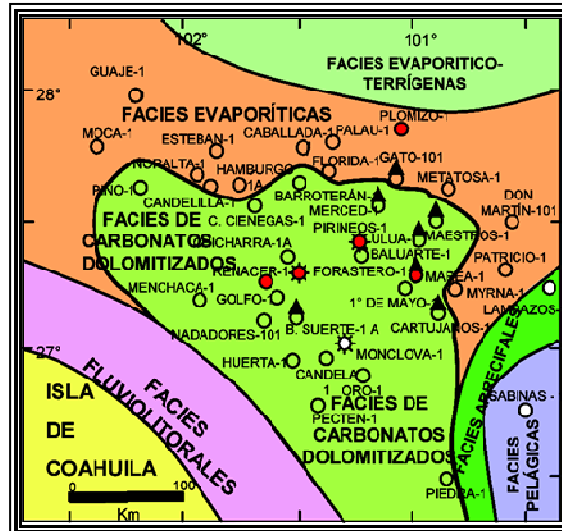 102°
101°
FACIES EVAPORITICO-
TERRÍGENAS
GUAJE-1
28°
PLOMIZO-1
FACIES EVAPORÍTICAS
MOCA-1
ESTEBAN-1
CABALLADA-1
PALAU-1
GATO-101
NORALTA-1
HAMBURGO
1A
FLORIDA-1
METATOSA-1
PINO-1
CANDELILLA-1
BARROTERÁN-1
MERCED-1
DON
MARTÍN-101
FACIES DE
CARBONATOS
DOLOMITIZADOS
C. CIENEGAS-1
PIRINEOS-1
LULUA-1
MAESTROS-1
CHICHARRA-1A
BALUARTE-1
PATRICIO-1
RENACER-1
FORASTERO-1
MAREA-1
MENCHACA-1
GOLFO-1
1° DE MAYO-2
MYRNA-1
LAMPAZOS-1
NADADORES-101
B. SUERTE-1 A
CARTUJANOS-1
27°
HUERTA-1
MONCLOVA-1
FACIES
FLUVIOLITORALES
CANDELA
1
ORO-1
FACIES ARRECIFALES
SABINAS -
ISLA
DE
COAHUILA
PECTEN-1
FACIES DE
CARBONATOS
DOLOMITIZADOS
FACIES
PELÁGICAS
0
100
Km
PIEDRA-1